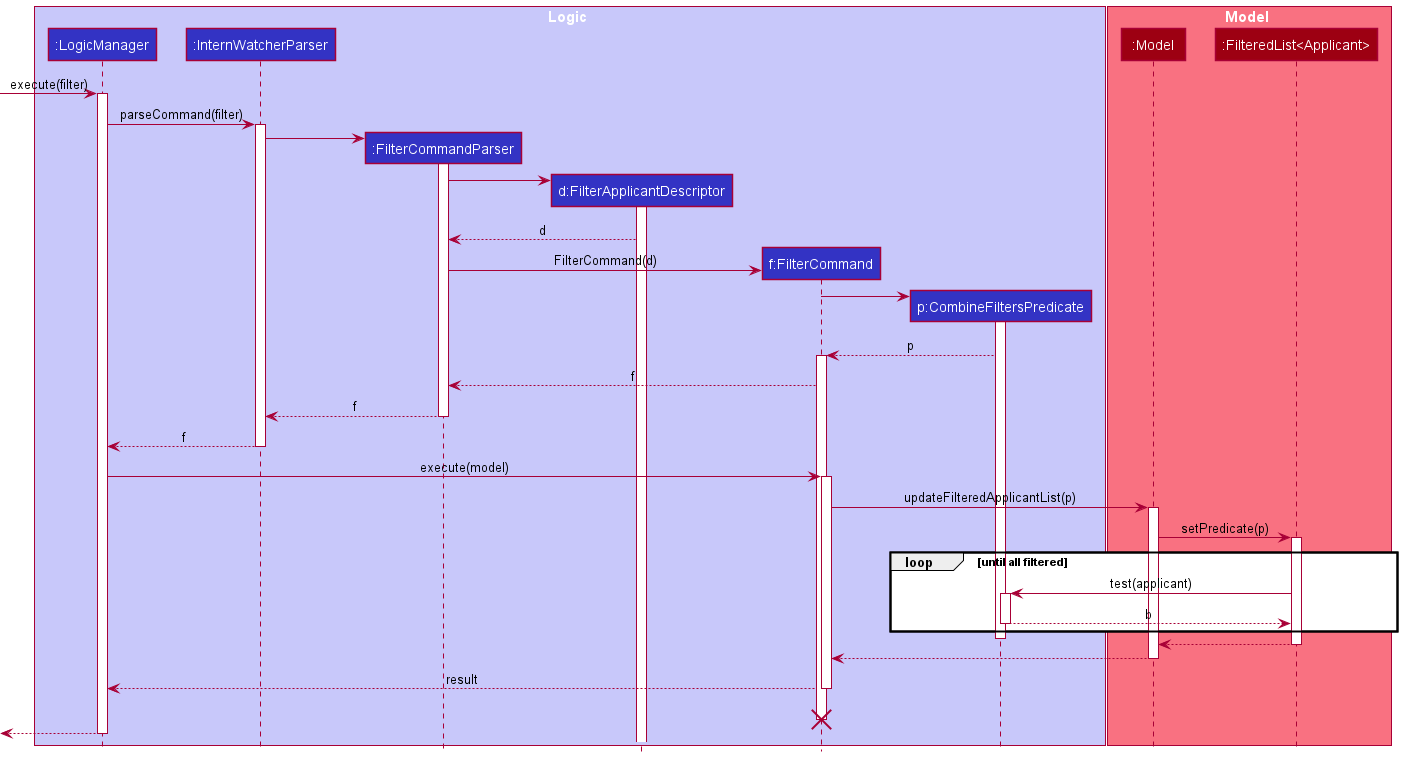 Logic
Model
:LogicManager
:InternWatcherParser
:Model
:FilteredList<Applicant>
execute(filter)
parseCommand(filter)
:FilterCommandParser
d:FilterApplicantDescriptor
d
FilterCommand(d)
f:FilterCommand
p:CombineFiltersPredicate
p
f
f
f
execute(model)
updateFilteredApplicantList(p)
setPredicate(p)
loop
[until all filtered]
test(applicant)
b
result